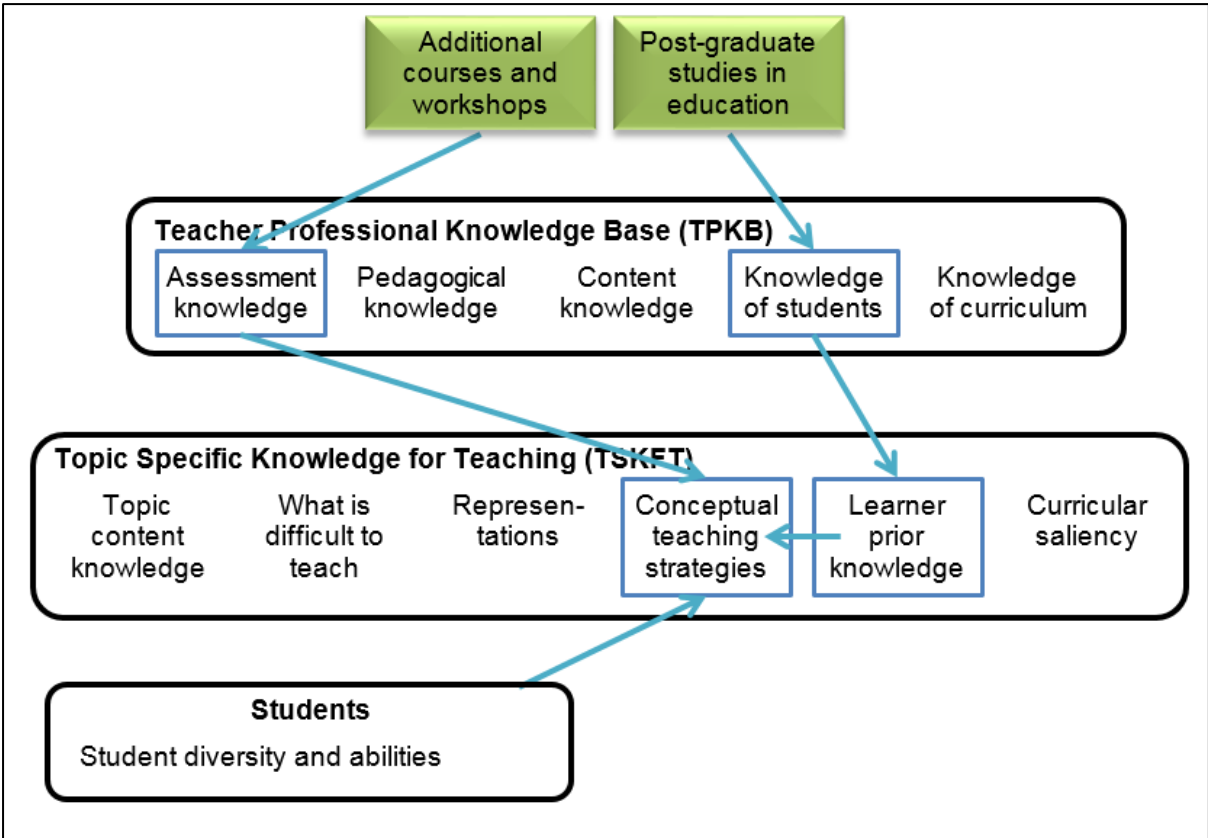 Additional
courses and
workshops
Post-graduate
studies in
education
Teacher Professional Knowledge Base (TPKB)
Assessment
knowledge
Pedagogical
knowledge
Content
knowledge
Knowledge
of students
Knowledge
of curriculum
Topic Specific Knowledge for Teaching (TSKFT)
Topic
content
knowledge
What is
difficult to
teach
Represen-
tations
Conceptual
teaching
strategies
Learner
prior
knowledge
Curricular
saliency
Students
Student diversity and abilities